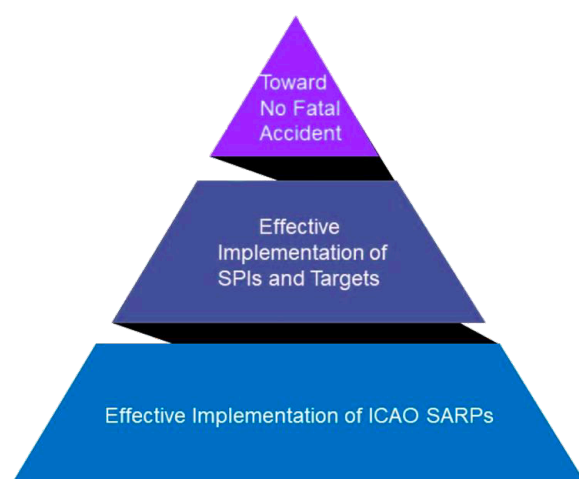 Toward
No Fatal
Accident
Effective
Implementation of
SPIs and Targets
Effective Implementation of ICAO SARPs